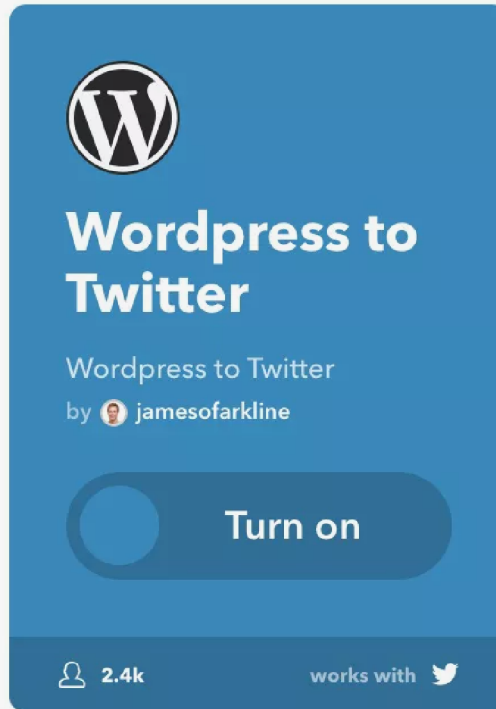 Wordpress to
Twitter
Wordpress to Twitter
by jamesofarkline
Turn on
2.4k works with